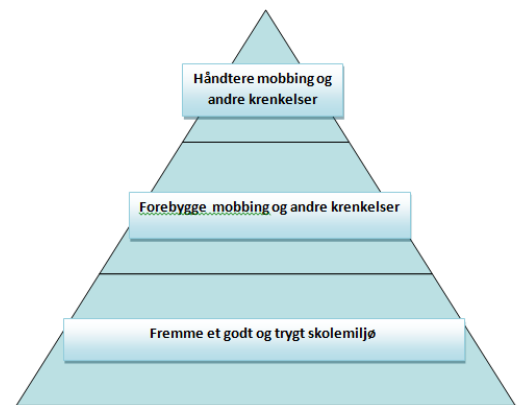 Håndtere mobbing og
andre krenkelser
Forebygge mobbing og andre krenkelser
Fremme et godt og trygt skolemiljø